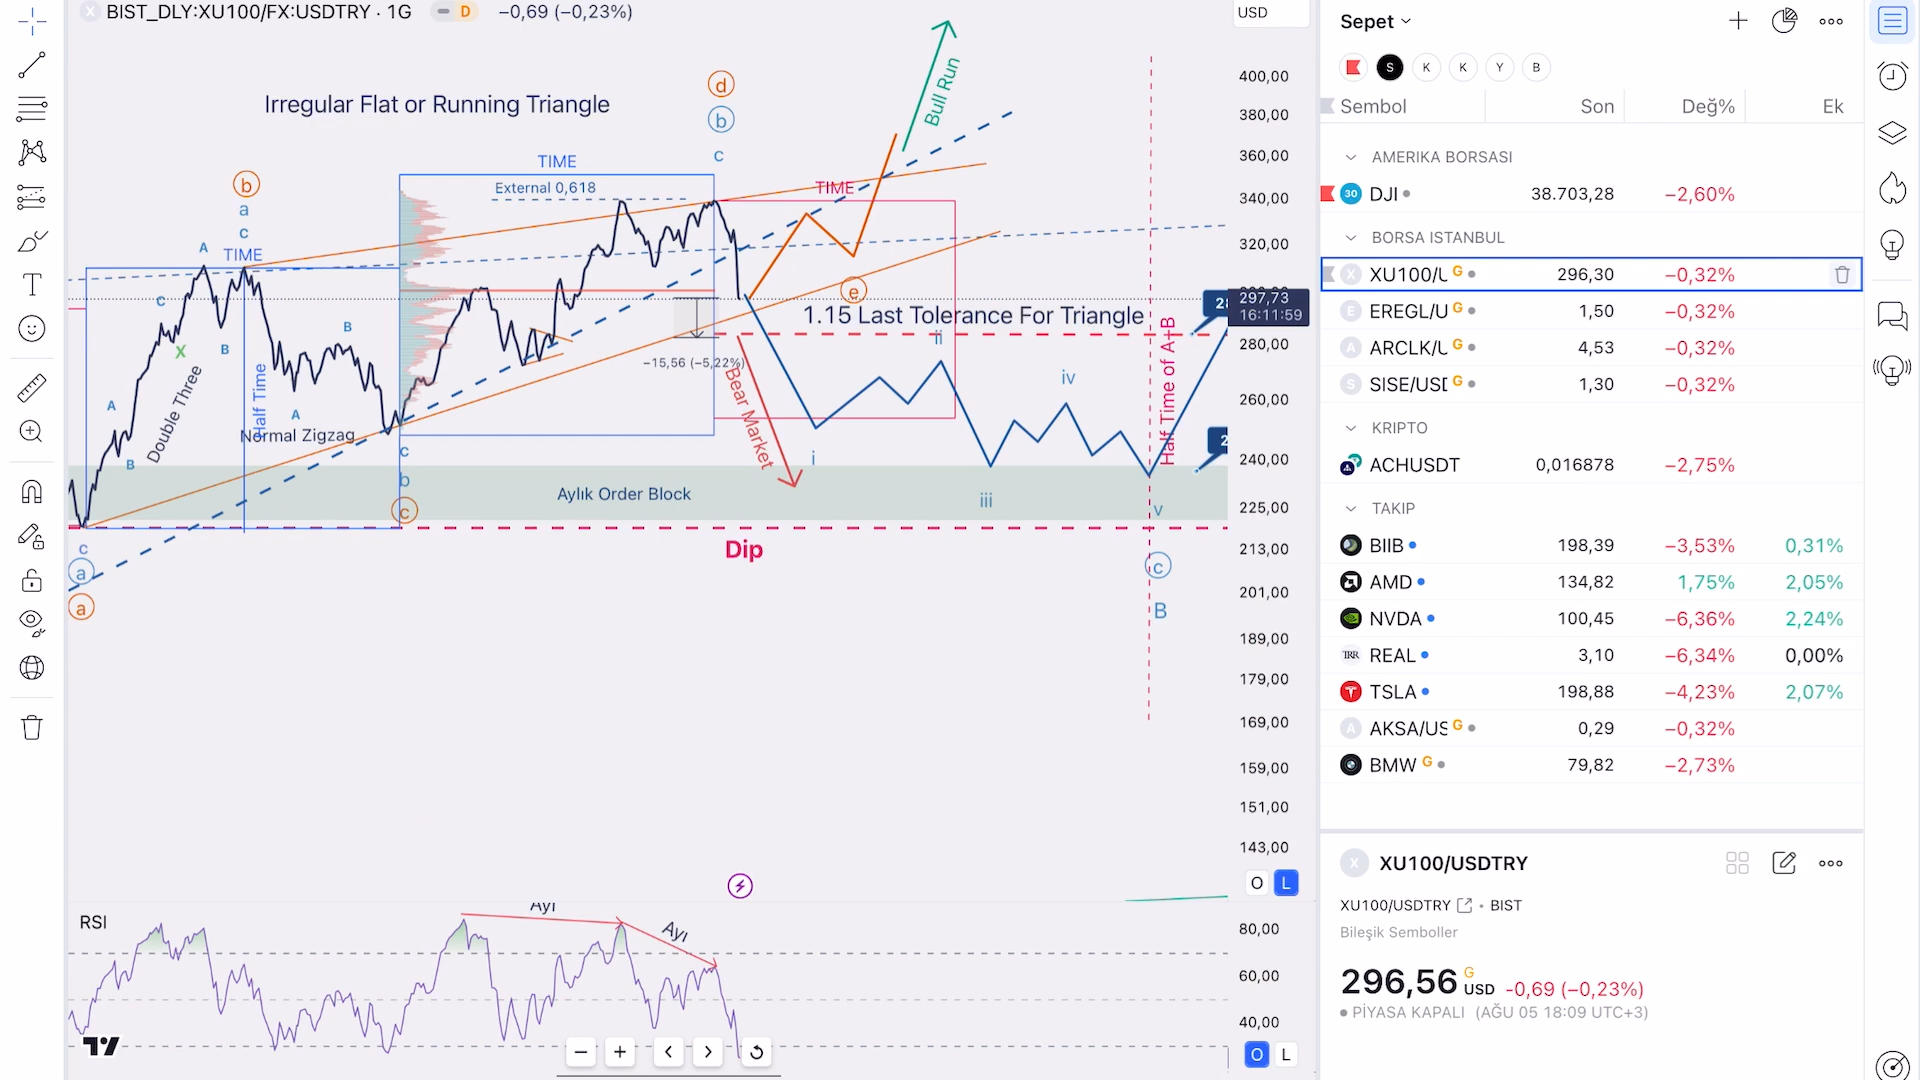 BIST_DLY:XU100/FX:USDTRY · 1G
D
−0,69 (−0,23%)
USD
Irregular Flat or Running Triangle
d
b
c
Bull Run
b
a
c
TIME
TIME
External 0,618
TIME
A
C
X
B
A
B
Double Three
Half Time
A
B
Normal Zigzag
c
b
c
e
1.15 Last Tolerance For Triangle
−15,56 (−5,22%)
Bear Market
Half Time of A+B
i
ii
iii
iv
v
c
B
Aylık Order Block
Dip
c
a
a
400,00
380,00
360,00
340,00
320,00
297,73
16:11:59
280,00
260,00
240,00
225,00
213,00
201,00
189,00
179,00
169,00
159,00
151,00
143,00
O L
RSI
Ayı
Ayı
80,00
60,00
40,00
O L
Sepet
S K K Y B
Sembol Son Değ% Ek
AMERIKA BORSASI
30 DJI 38.703,28 −2,60%
BORSA ISTANBUL
X XU100/U G 296,30 −0,32%
E EREGL/U G 1,50 −0,32%
A ARCLK/U G 4,53 −0,32%
S SISE/USD G 1,30 −0,32%
KRIPTO
ACHUSDT 0,016878 −2,75%
TAKIP
BIIB 198,39 −3,53% 0,31%
AMD 134,82 1,75% 2,05%
NVDA 100,45 −6,36% 2,24%
TRR REAL 3,10 −6,34% 0,00%
TSLA 198,88 −4,23% 2,07%
A AKSA/US G 0,29 −0,32%
BMW G 79,82 −2,73%
X XU100/USDTRY
XU100/USDTRY • BIST
Bileşik Semboller
296,56 G USD −0,69 (−0,23%)
PİYASA KAPALI (AĞU 05 18:09 UTC+3)